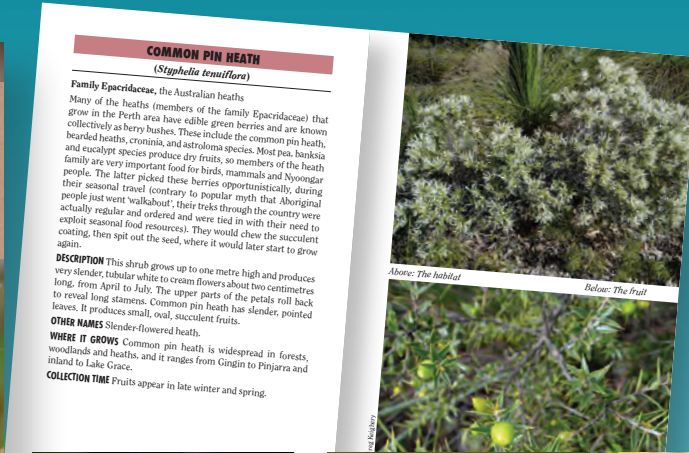 COMMON PIN HEATH
(Styphelia tenuiflora)
Family Epacridaceae, the Australian heaths
Many of the heaths (members of the family Epacridaceae) that
grow in the Perth area have edible green berries and are known
collectively as berry bushes. These include the common pin heath,
bearded heaths, croninia, and astroloma species. Most pea, banksia
and eucalypt species produce dry fruits, so members of the heath
family are very important food for birds, mammals and Nyoongar
people. The latter picked these berries opportunistically, during
their seasonal travel (contrary to popular myth that Aboriginal
people just went 'walkabout', their treks through the country were
actually regular and ordered and were tied in with their need to
exploit seasonal food resources). They would chew the succulent
coating, then spit out the seed, where it would later start to grow
again.
DESCRIPTION This shrub grows up to one metre high and produces
very slender, tubular white to cream flowers about two centimetres
long, from April to July. The upper parts of the petals roll back
to reveal long stamens. Common pin heath has slender, pointed
leaves. It produces small, oval, succulent fruits.
OTHER NAMES Slender-flowered heath.
WHERE IT GROWS Common pin heath is widespread in forests,
woodlands and heaths, and it ranges from Gingin to Pinjarra and
inland to Lake Grace.
COLLECTION TIME Fruits appear in late winter and spring.
Above: The habitat
Below: The fruit
Keighery